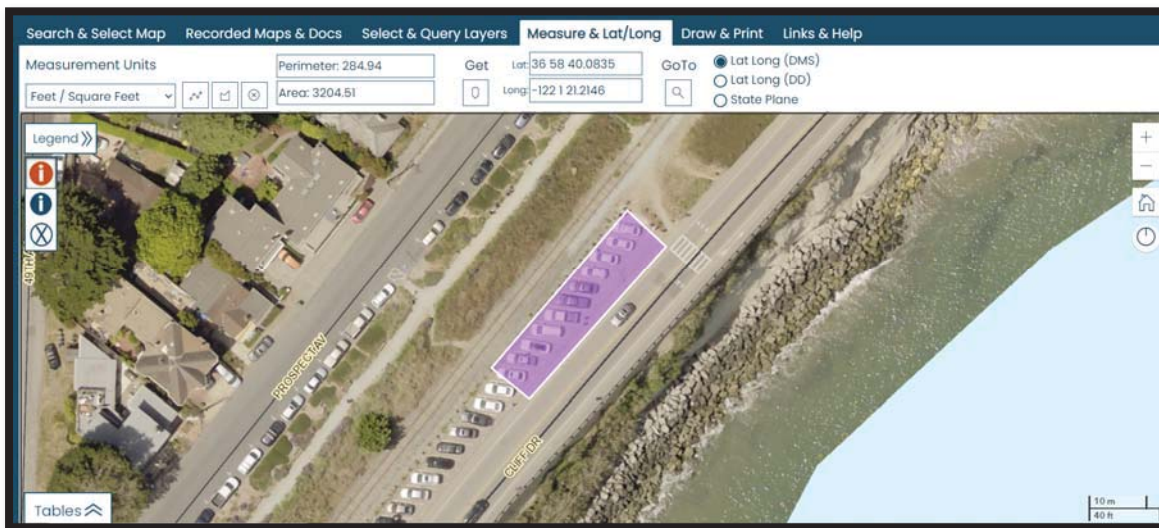 Search & Select Map Recorded Maps & Docs Select & Query Layers Measure & Lat/Long Draw & Print Links & Help
Measurement Units
Feet / Square Feet
Perimeter: 284.94
Area: 3204.51
Get
Lat: 36 58 40.0835
Long: -122 1 21.2146
GoTo
Lat Long (DMS)
Lat Long (DD)
State Plane
Legend
49TH A
PROSPECT AV
CLIFF DR
Tables
10 m
40 ft